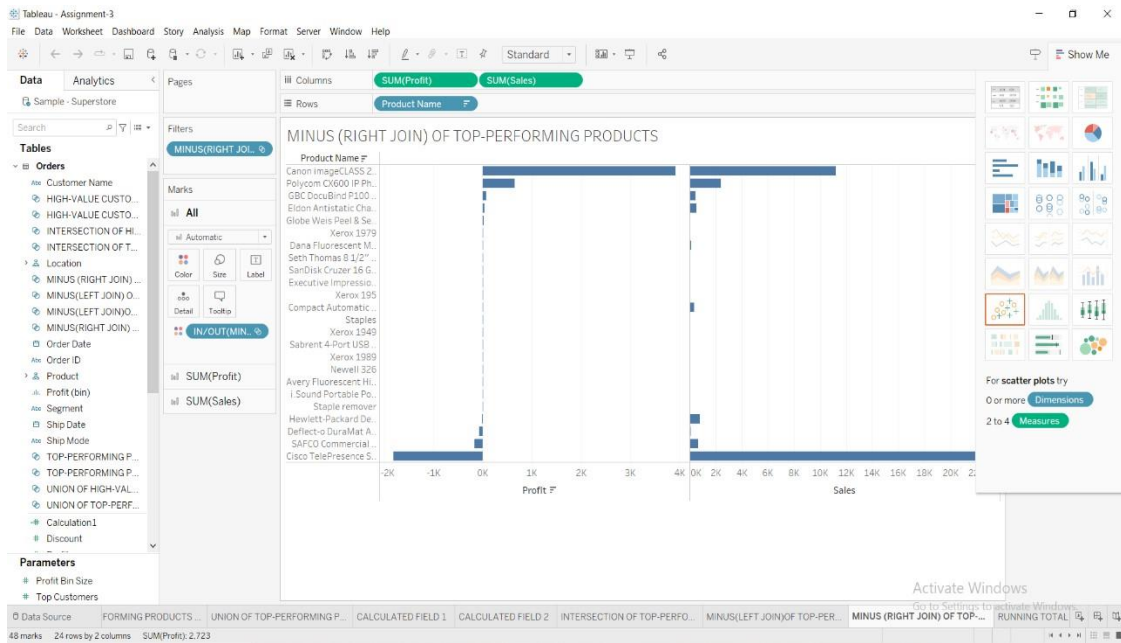 Tableau - Assignment-3
File Data Worksheet Dashboard Story Analysis Map Format Server Window Help
Standard
Show Me
Data Analytics
Sample - Superstore
Search
Tables
Orders
Abc Customer Name
HIGH-VALUE CUSTO...
HIGH-VALUE CUSTO...
INTERSECTION OF HI...
INTERSECTION OF T...
Location
MINUS (RIGHT JOIN) ...
MINUS(LEFT JOIN) O...
MINUS(LEFT JOIN)O...
MINUS(RIGHT JOIN) ...
Order Date
Abc Order ID
Product
Profit (bin)
Abc Segment
Ship Date
Abc Ship Mode
TOP-PERFORMING P...
TOP-PERFORMING P...
UNION OF HIGH-VAL...
UNION OF TOP-PERF...
Calculation1
# Discount
Parameters
# Profit Bin Size
# Top Customers
Pages
Filters
MINUS(RIGHT JOI..
Marks
All
Automatic
Color Size Label
Detail Tooltip
IN/OUT(MIN..
SUM(Profit)
SUM(Sales)
Columns SUM(Profit) SUM(Sales)
Rows Product Name
MINUS (RIGHT JOIN) OF TOP-PERFORMING PRODUCTS
Product Name
Canon imageCLASS 2..
Polycom CX600 IP Ph..
GBC DocuBind P100 ..
Eldon Antistatic Cha..
Globe Weis Peel & Se..
Xerox 1979
Dana Fluorescent M..
Seth Thomas 8 1/2" ..
SanDisk Cruzer 16 G..
Executive Impressio..
Xerox 195
Compact Automatic ..
Staples
Xerox 1949
Sabrent 4-Port USB ..
Xerox 1989
Newell 326
Avery Fluorescent Hi..
i.Sound Portable Po..
Staple remover
Hewlett-Packard De..
Deflect-o DuraMat A..
SAFCO Commercial ..
Cisco TelePresence S..
-2K -1K 0K 1K 2K 3K 4K 0K 2K 4K 6K 8K 10K 12K 14K 16K 18K 20K
Profit Sales
For scatter plots try
0 or more Dimensions
2 to 4 Measures
Activate Windows
Go to Settings to activate Windows.
Data Source FORMING PRODUCTS ... UNION OF TOP-PERFORMING P... CALCULATED FIELD 1 CALCULATED FIELD 2 INTERSECTION OF TOP-PERFO... MINUS(LEFT JOIN)OF TOP-PER... MINUS (RIGHT JOIN) OF TOP-... RUNNING TOTAL
48 marks 24 rows by 2 columns SUM(Profit): 2.723